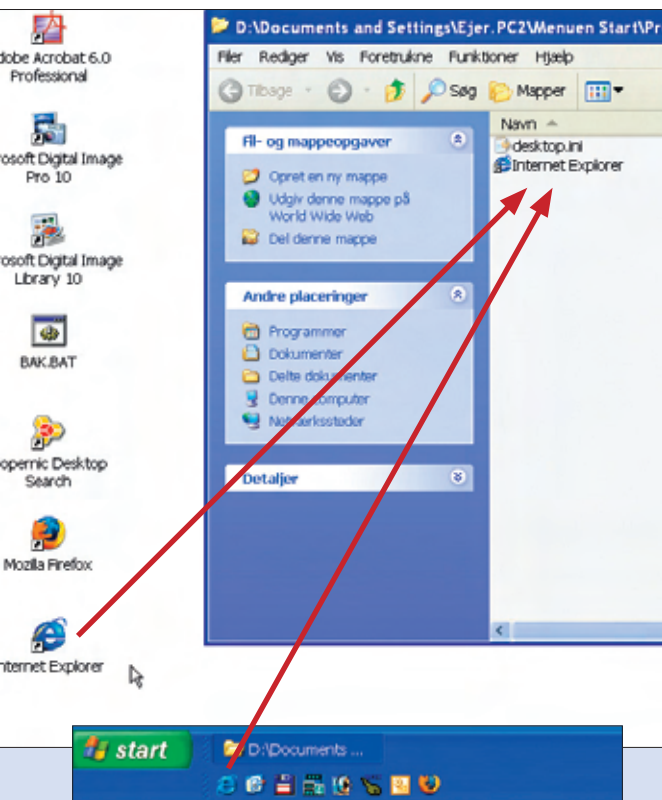 dobe Acrobat 6.0
Professional
rosoft Digital Image
Pro 10
rosoft Digital Image
Library 10
BAK.BAT
opernic Desktop
Search
Mozilla Firefox
nternet Explorer
D:\Documents and Settings\Ejer.PC2\Menuen Start\Pr
Filer Rediger Vis Foretrukne Funktioner Hjælp
Tilbage Søg Mapper
Fil- og mappeopgaver
Opret en ny mappe
Udgiv denne mappe på
World Wide Web
Del denne mappe
Andre placeringer
Programmer
Dokumenter
Delte dokumenter
Denne computer
Netværkssteder
Detaljer
Navn
desktop.ini
Internet Explorer
start
D:\Documents ...